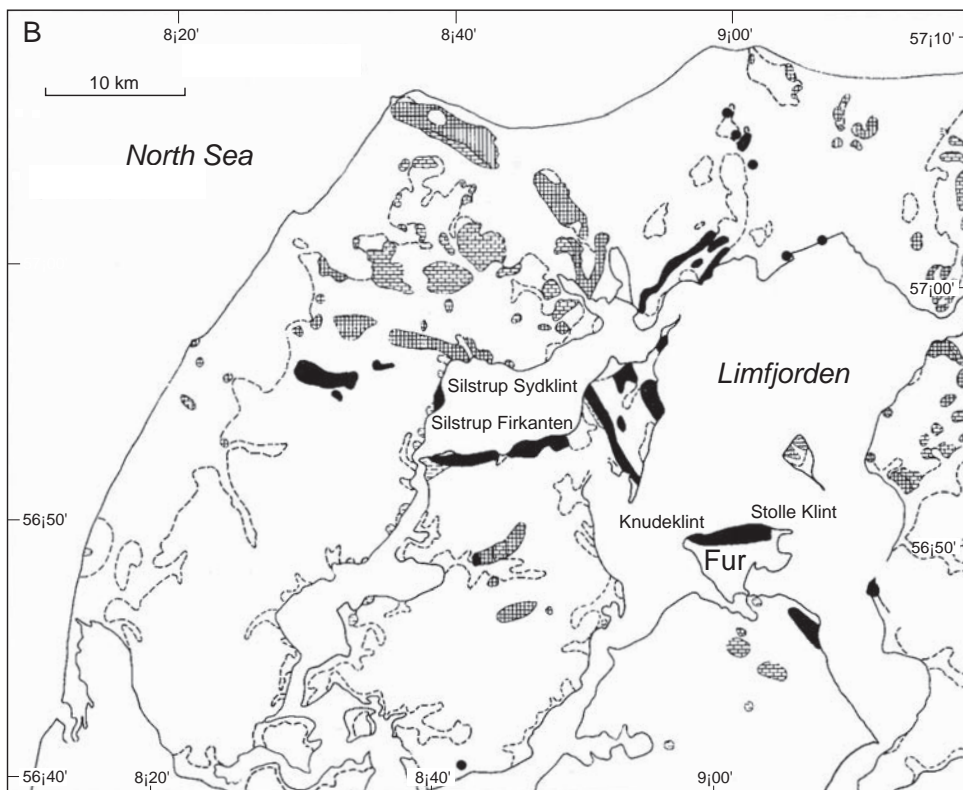 B
8¡20'
8¡40'
9¡00'
57¡10'
10 km
North Sea
57¡00'
Silstrup Sydklint
Limfjorden
Silstrup Firkanten
56¡50'
Knudeklint
Stolle Klint
56¡50'
Fur
56¡40'
8¡20'
8¡40'
9¡00'